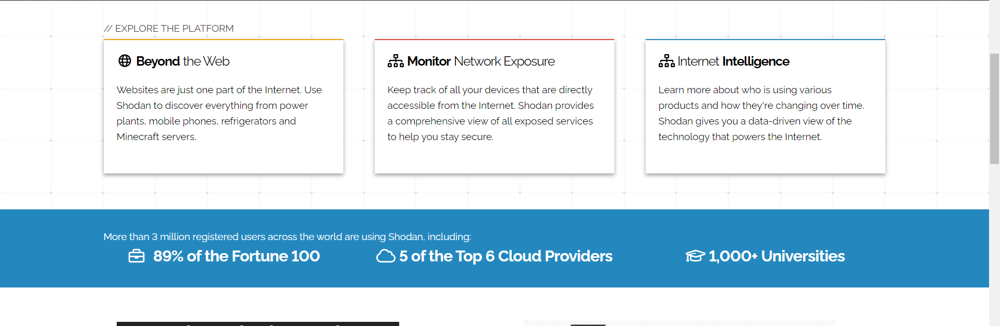 // EXPLORE THE PLATFORM
Beyond the Web
Websites are just one part of the Internet. Use
Shodan to discover everything from power
plants, mobile phones, refrigerators and
Minecraft servers.
Monitor Network Exposure
Keep track of all your devices that are directly
accessible from the Internet. Shodan provides
a comprehensive view of all exposed services
to help you stay secure.
Internet Intelligence
Learn more about who is using various
products and how they're changing over time.
Shodan gives you a data-driven view of the
technology that powers the Internet.
More than 3 million registered users across the world are using Shodan, including:
89% of the Fortune 100
5 of the Top 6 Cloud Providers
1,000+ Universities